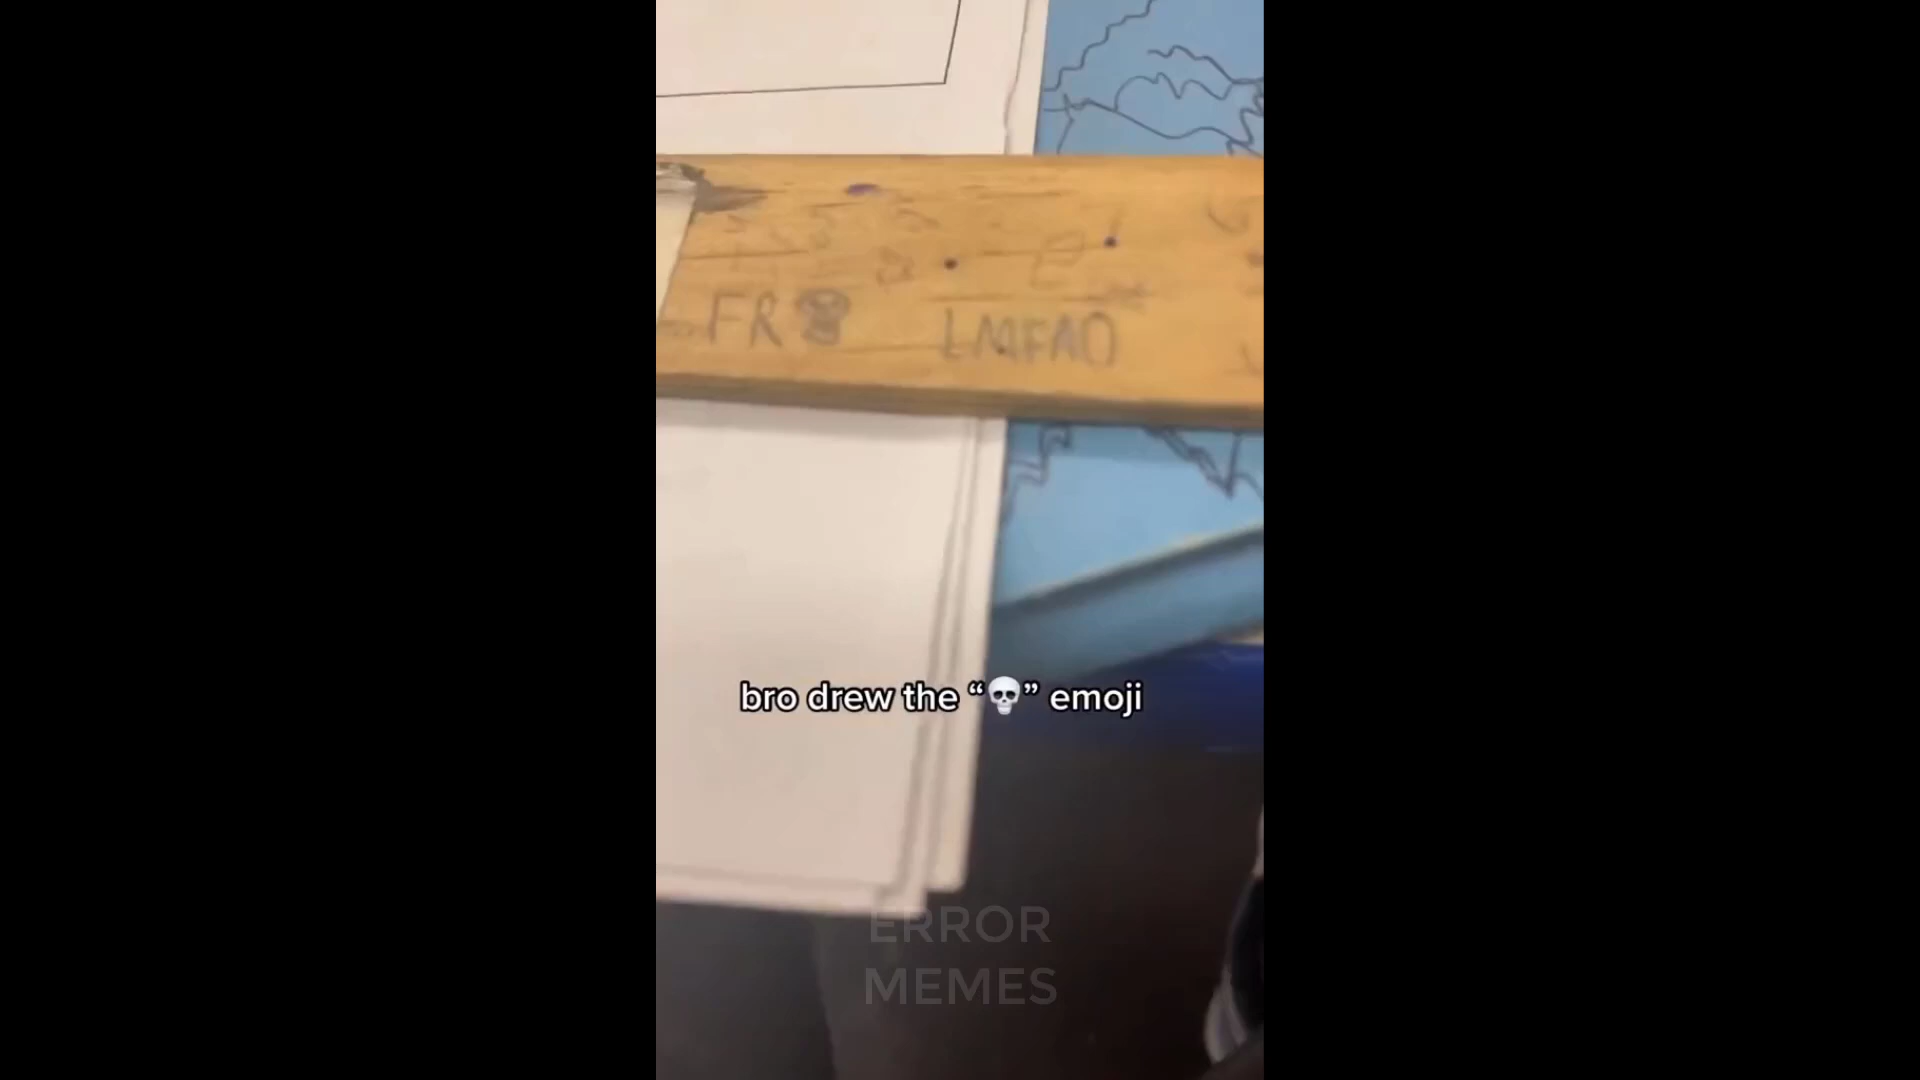 FR💀 LMFAO
bro drew the “💀” emoji
ERROR
MEMES